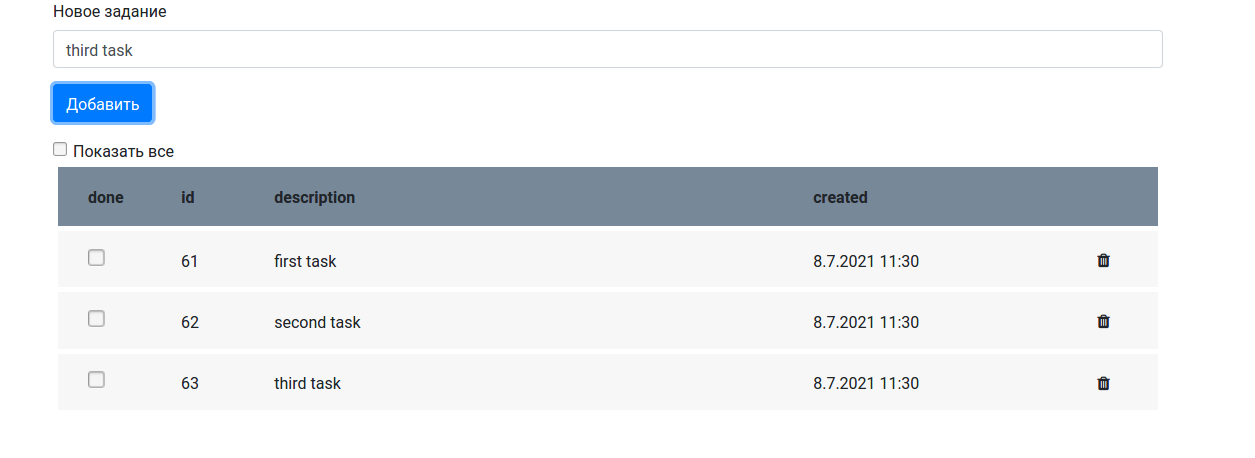 Новое задание
third task
Добавить
Показать все
done id description created
61 first task 8.7.2021 11:30
62 second task 8.7.2021 11:30
63 third task 8.7.2021 11:30